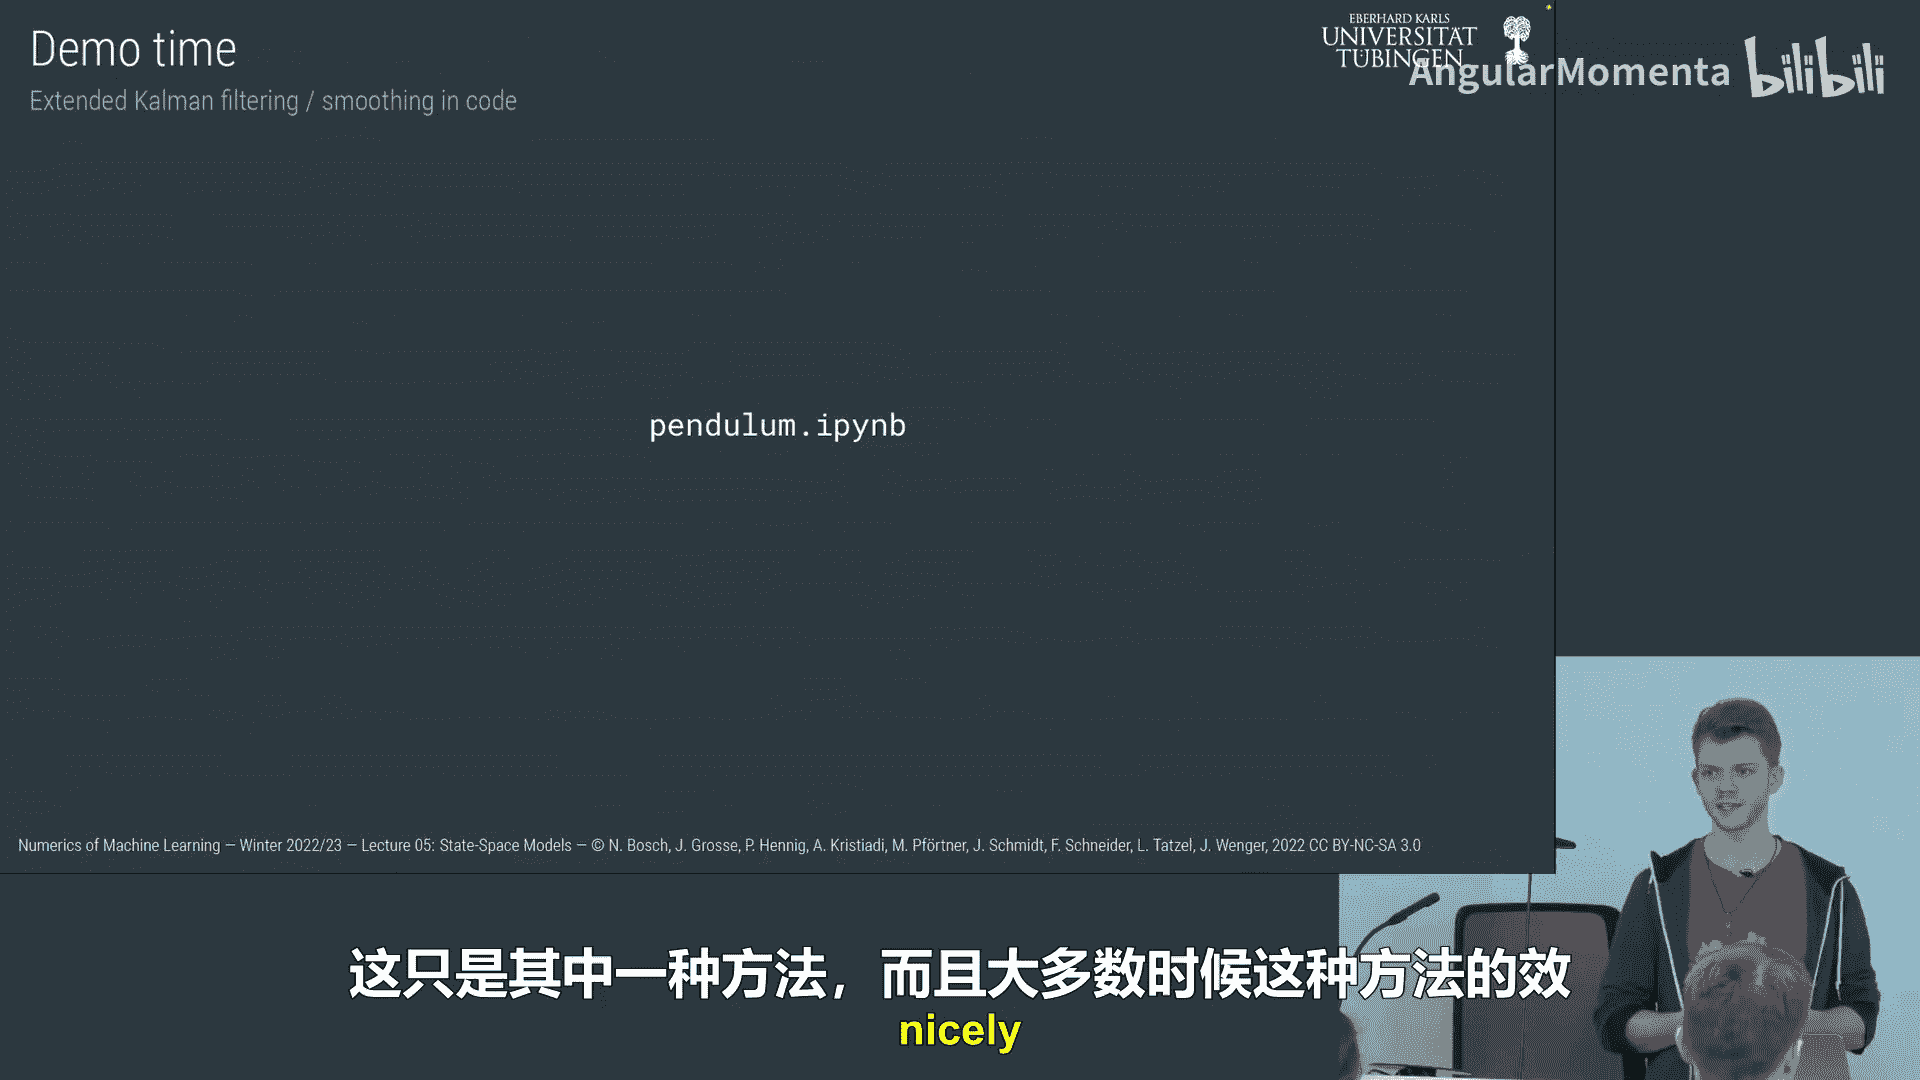 Demo time
Extended Kalman filtering / smoothing in code
EBERHARD KARLS
UNIVERSITÄT
TÜBINGEN
AngularMomenta bilibili
pendulum.ipynb
Numerics of Machine Learning — Winter 2022/23 — Lecture 05: State-Space Models — © N. Bosch, J. Grosse, P. Hennig, A. Kristiadi, M. Pförtner, J. Schmidt, F. Schneider, L. Tatzel, J. Wenger, 2022 CC BY-NC-SA 3.0
这只是其中一种方法，而且大多数时候这种方法的效
nicely